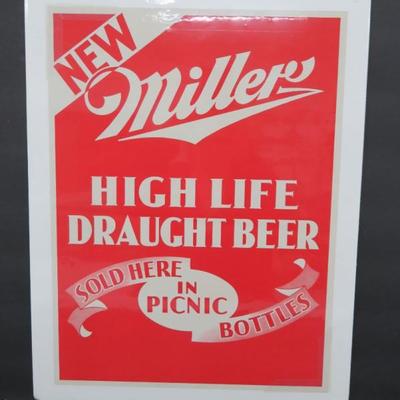 NEW
Miller
HIGH LIFE
DRAUGHT BEER
SOLD HERE
IN
PICNIC
BOTTLES